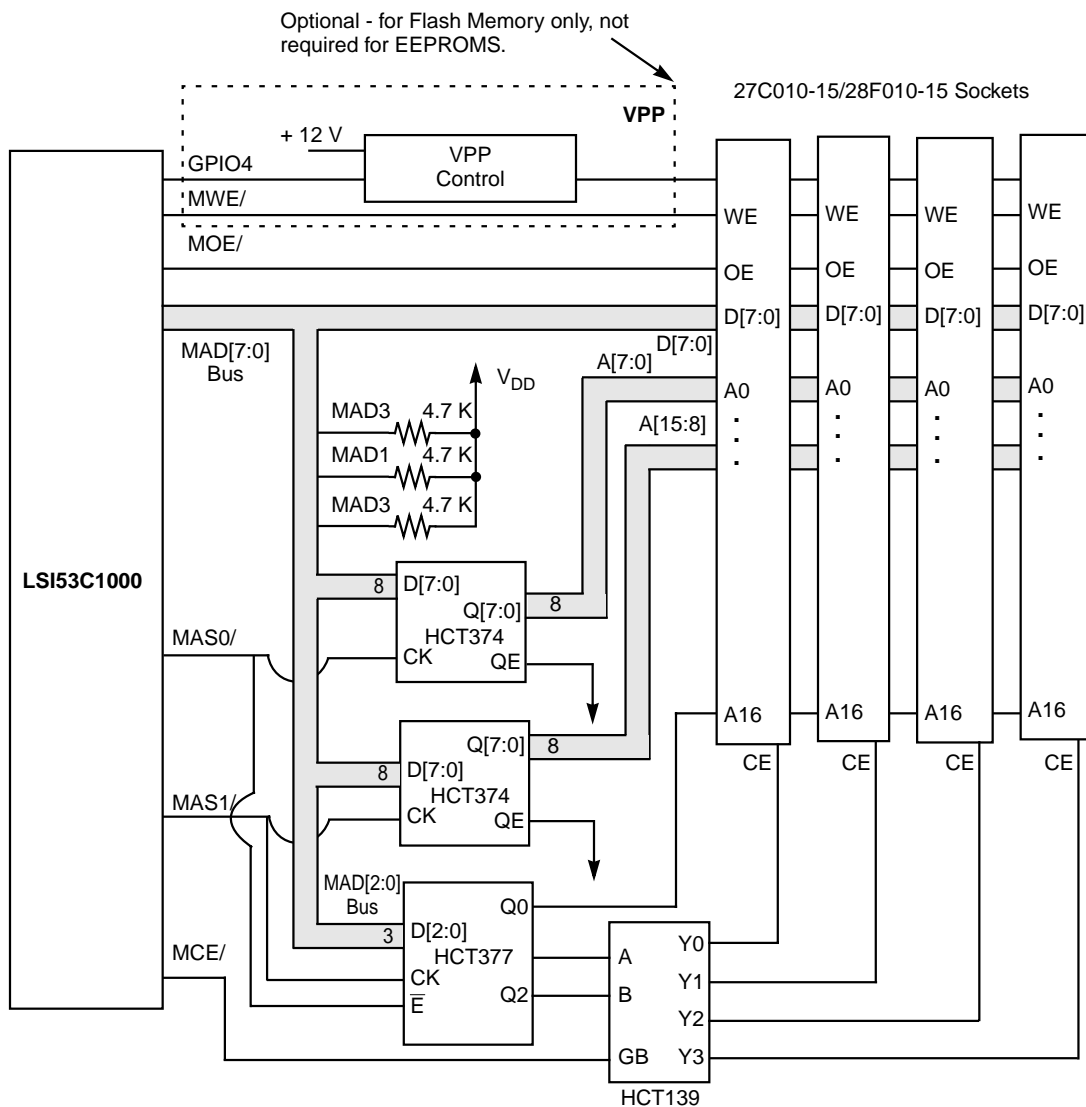 Optional - for Flash Memory only, not
required for EEPROMS.
27C010-15/28F010-15 Sockets
VPP
+ 12 V
VPP
Control
GPIO4
MWE/
MOE/
WE
WE
WE
WE
OE
OE
OE
OE
D[7:0]
D[7:0]
D[7:0]
D[7:0]
MAD[7:0]
Bus
D[7:0]
A[7:0]
VDD
A0
A0
A0
A0
MAD3
4.7 K
A[15:8]
MAD1
4.7 K
MAD3
4.7 K
LSI53C1000
8
D[7:0]
Q[7:0]
8
HCT374
MAS0/
CK
QE
A16
A16
A16
A16
Q[7:0]
8
CE
CE
CE
CE
8
D[7:0]
HCT374
MAS1/
CK
QE
MAD[2:0]
Bus
Q0
3
D[2:0]
HCT377
MCE/
CK
E
Q2
A
B
GB
Y0
Y1
Y2
Y3
HCT139